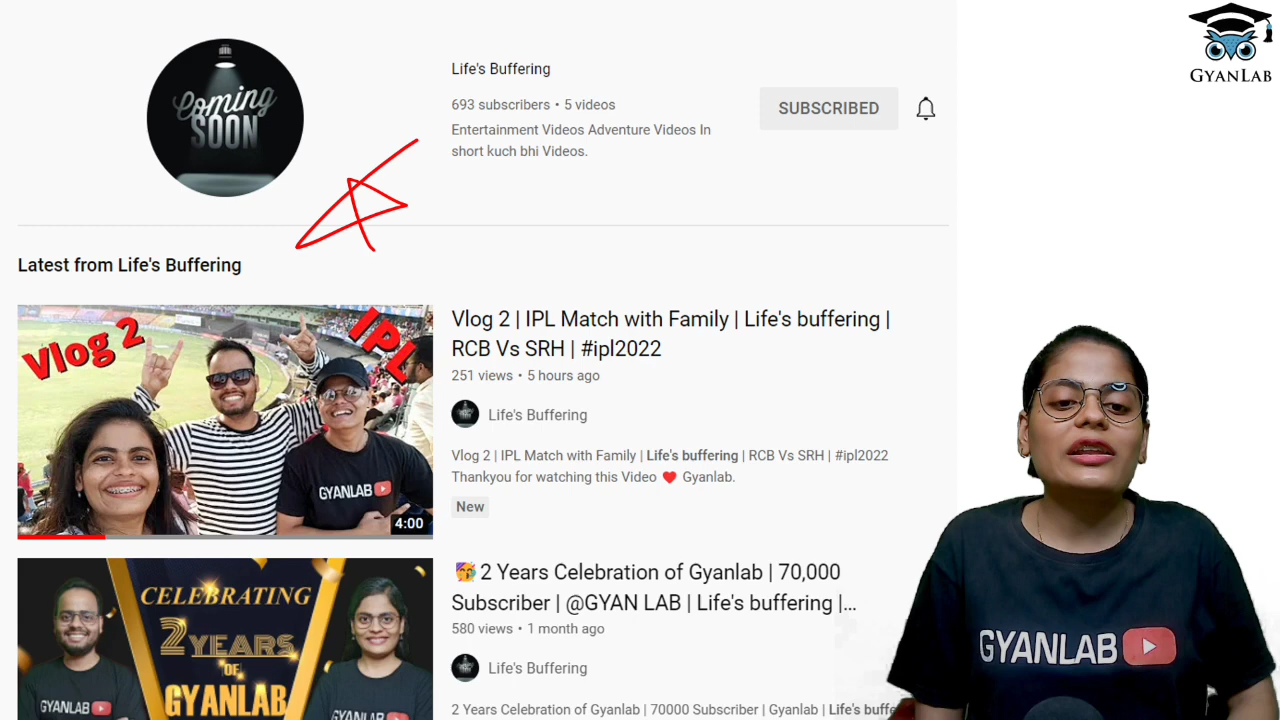 GYANLAB
Coming
SOON
Life's Buffering
693 subscribers • 5 videos
Entertainment Videos Adventure Videos In
short kuch bhi Videos.
SUBSCRIBED
Latest from Life's Buffering
Vlog 2
IPL
GYANLAB
4:00
Vlog 2 | IPL Match with Family | Life's buffering |
RCB Vs SRH | #ipl2022
251 views • 5 hours ago
Life's Buffering
Vlog 2 | IPL Match with Family | Life's buffering | RCB Vs SRH | #ipl2022
Thankyou for watching this Video ❤️ Gyanlab.
New
CELEBRATING
2 YEARS
OF
GYANLAB
GYANLAB
GYANLAB
🥳 2 Years Celebration of Gyanlab | 70,000
Subscriber | @GYAN LAB | Life's buffering |...
580 views • 1 month ago
Life's Buffering
2 Years Celebration of Gyanlab | 70000 Subscriber | Gyanlab | Life's buffe
GYANLAB